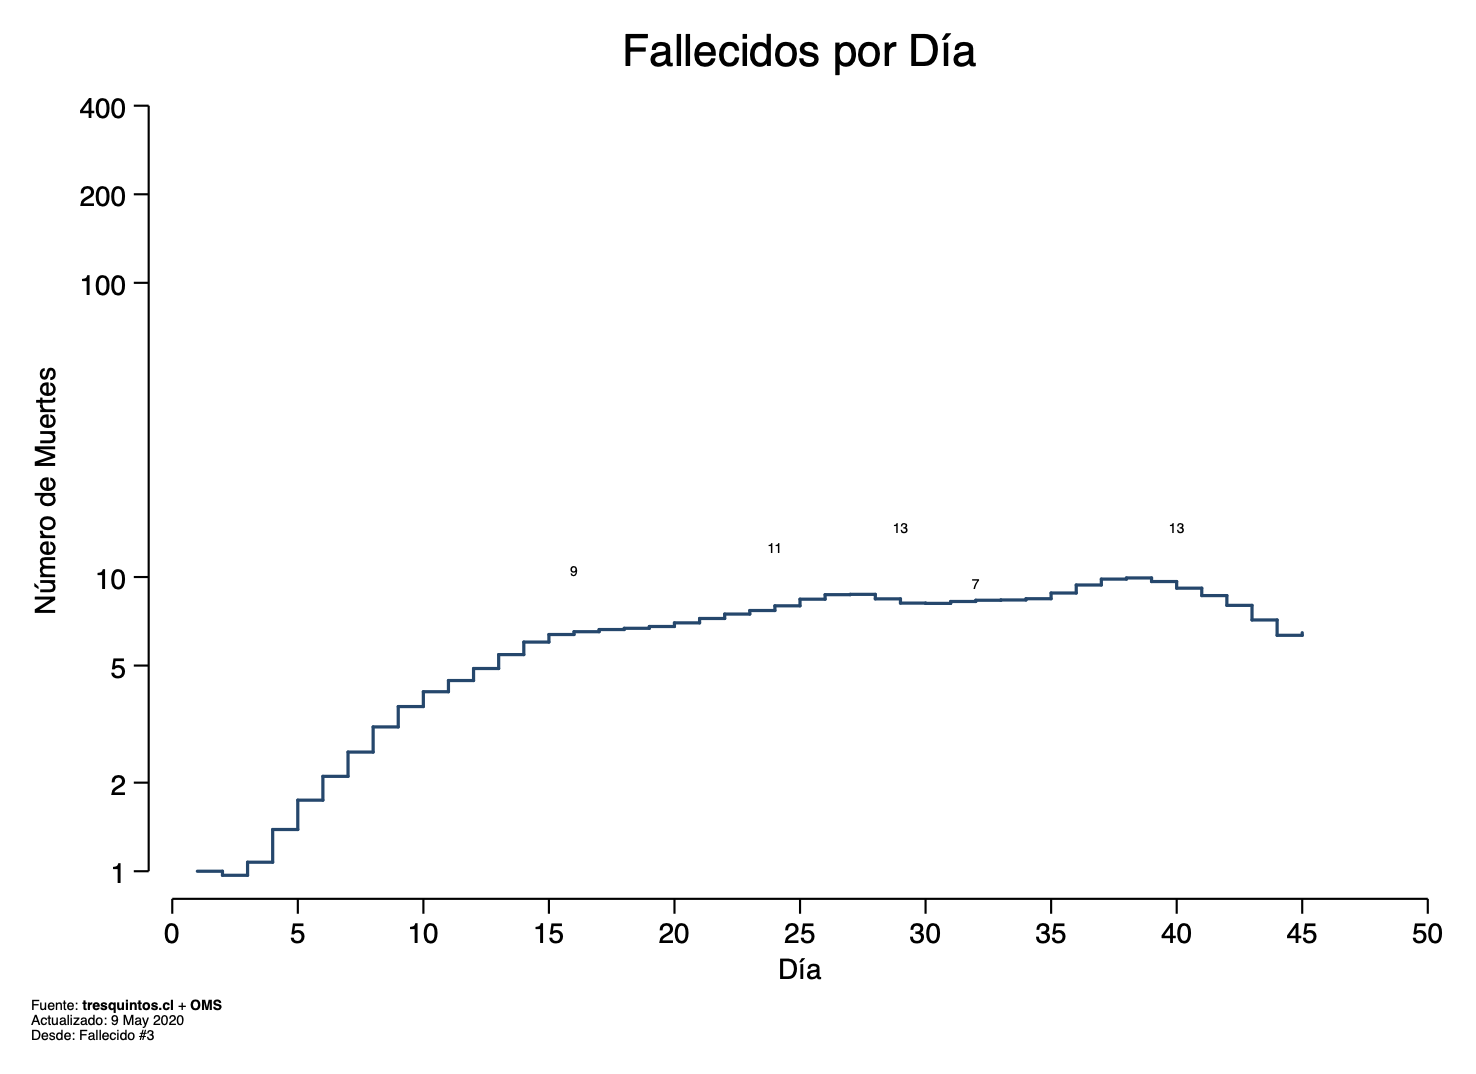 Fallecidos por Día
400
200
100
10
5
2
1
Número de Muertes
9
11
13
7
13
0 5 10 15 20 25 30 35 40 45 50
Día
Fuente: tresquintos.cl + OMS
Actualizado: 9 May 2020
Desde: Fallecido #3